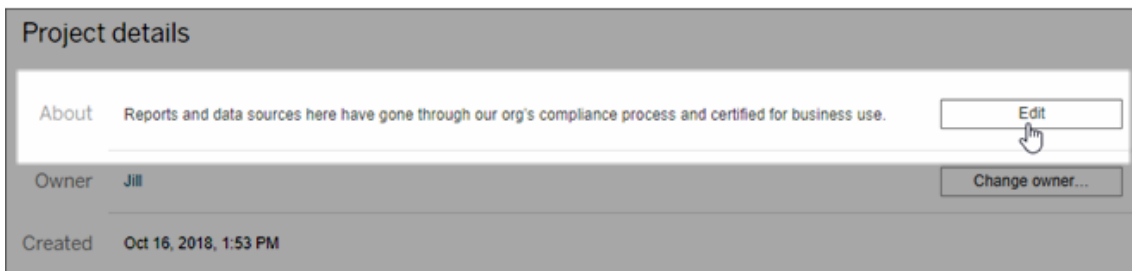 Project details
About Reports and data sources here have gone through our org's compliance process and certified for business use. Edit
Owner Jill Change owner...
Created Oct 16, 2018, 1:53 PM